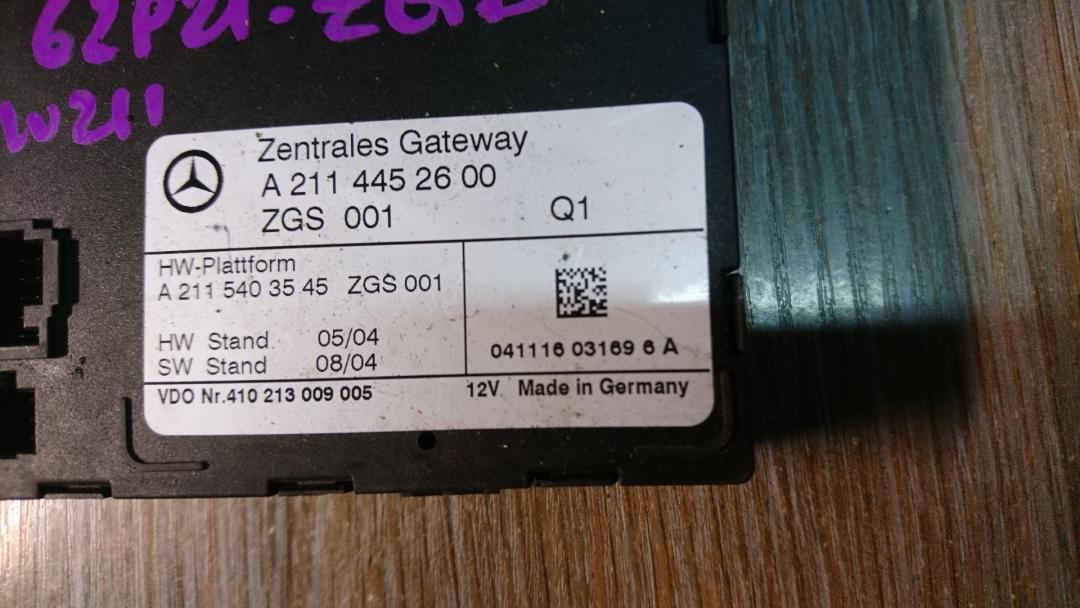 W211
Zentrales Gateway
A 211 445 26 00
ZGS 001 Q1
HW-Plattform
A 211 540 35 45 ZGS 001
HW Stand. 05/04
SW Stand 08/04
041116 03169 6 A
VDO Nr.410 213 009 005
12V Made in Germany